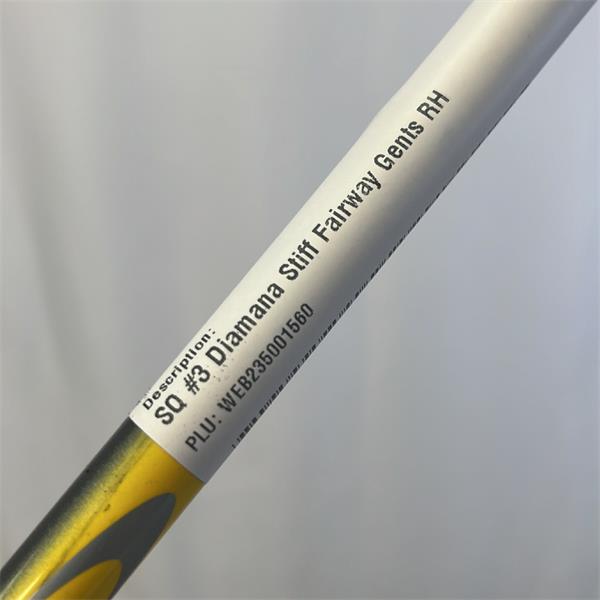 Description:
SQ #3 Diamana Stiff Fairway Gents RH
PLU: WEB235001560